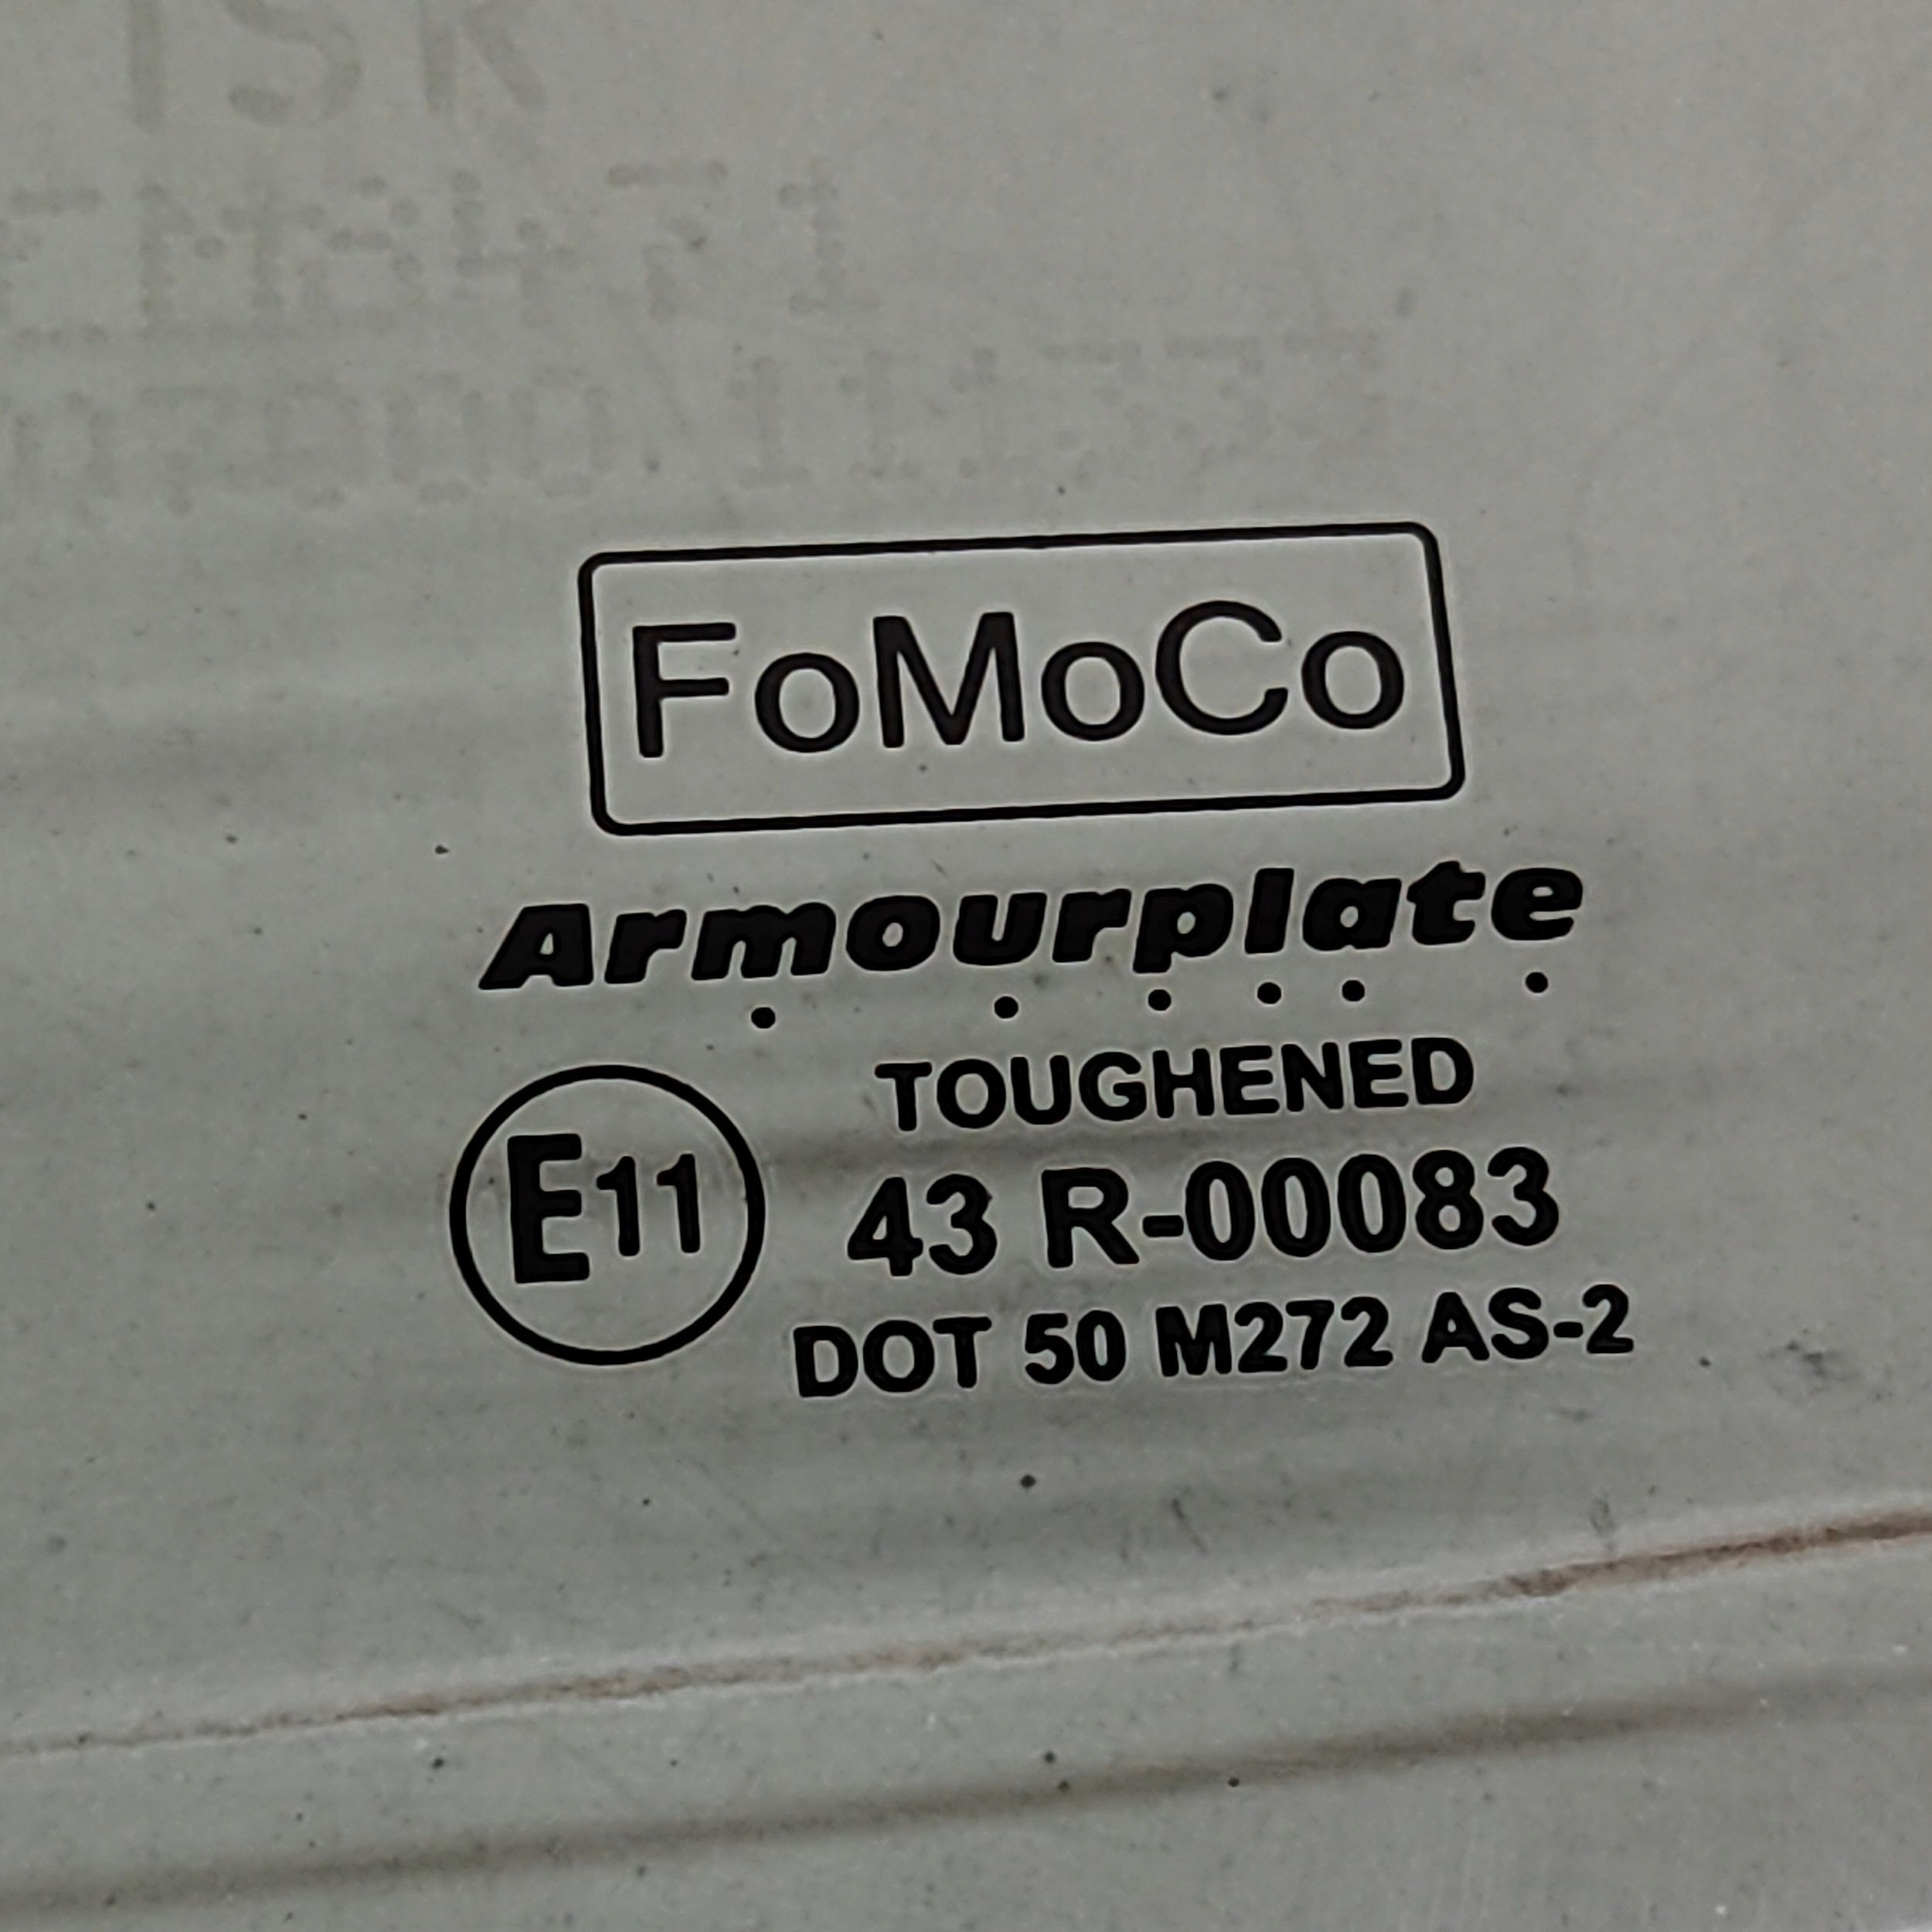 FoMoCo
Armourplate
TOUGHENED
E11 43 R-00083
DOT 50 M272 AS-2